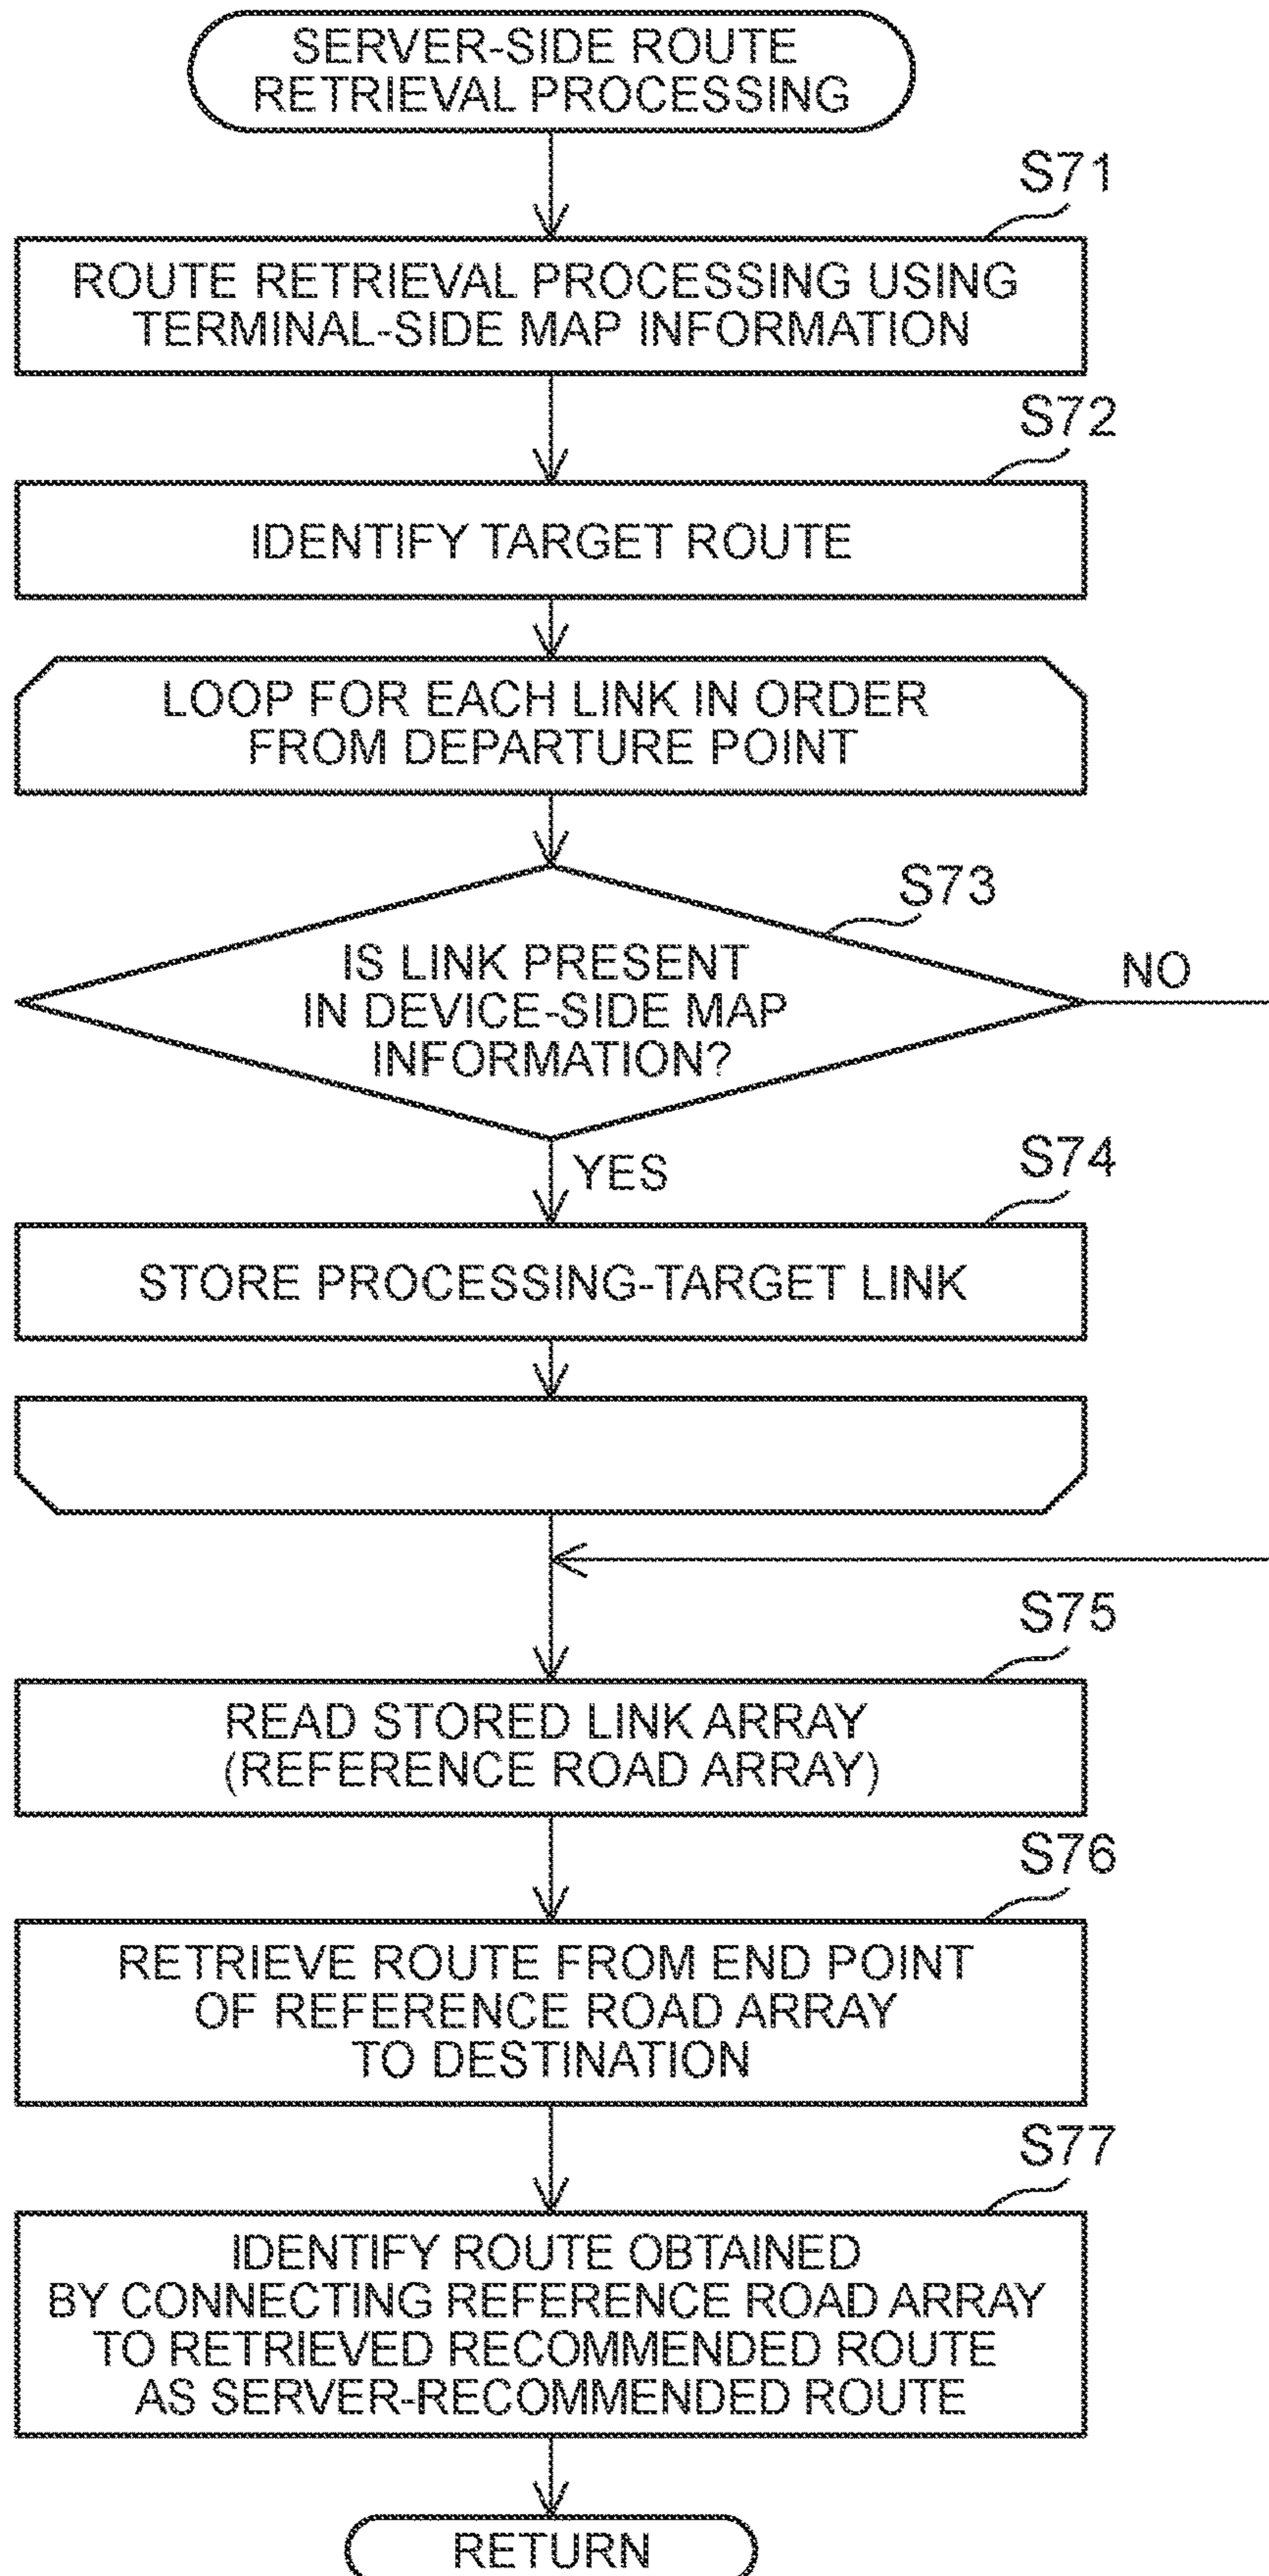 SERVER-SIDE ROUTE
RETRIEVAL PROCESSING
S71
ROUTE RETRIEVAL PROCESSING USING
TERMINAL-SIDE MAP INFORMATION
S72
IDENTIFY TARGET ROUTE
LOOP FOR EACH LINK IN ORDER
FROM DEPARTURE POINT
S73
IS LINK PRESENT
IN DEVICE-SIDE MAP
INFORMATION?
NO
YES
S74
STORE PROCESSING-TARGET LINK
S75
READ STORED LINK ARRAY
(REFERENCE ROAD ARRAY)
S76
RETRIEVE ROUTE FROM END POINT
OF REFERENCE ROAD ARRAY
TO DESTINATION
S77
IDENTIFY ROUTE OBTAINED
BY CONNECTING REFERENCE ROAD ARRAY
TO RETRIEVED RECOMMENDED ROUTE
AS SERVER-RECOMMENDED ROUTE
RETURN